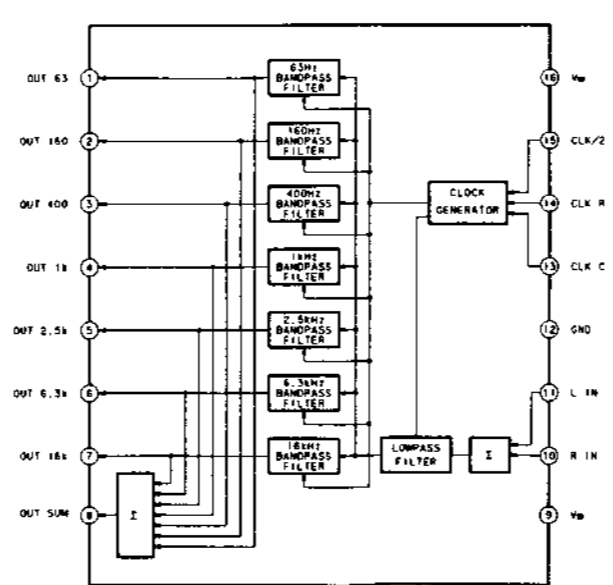 OUT 63
1
63Hz
BANDPASS
FILTER
16
OUT 160
2
160Hz
BANDPASS
FILTER
15
CLK/2
OUT 400
3
400Hz
BANDPASS
FILTER
CLOCK
GENERATOR
14
CLK R
OUT 1k
4
1kHz
BANDPASS
FILTER
13
CLK C
OUT 2.5k
5
2.5kHz
BANDPASS
FILTER
12
GND
OUT 6.3k
6
6.3kHz
BANDPASS
FILTER
11
L IN
OUT 16k
7
16kHz
BANDPASS
FILTER
LOWPASS
FILTER
Σ
10
R IN
OUT SUM
8
Σ
9